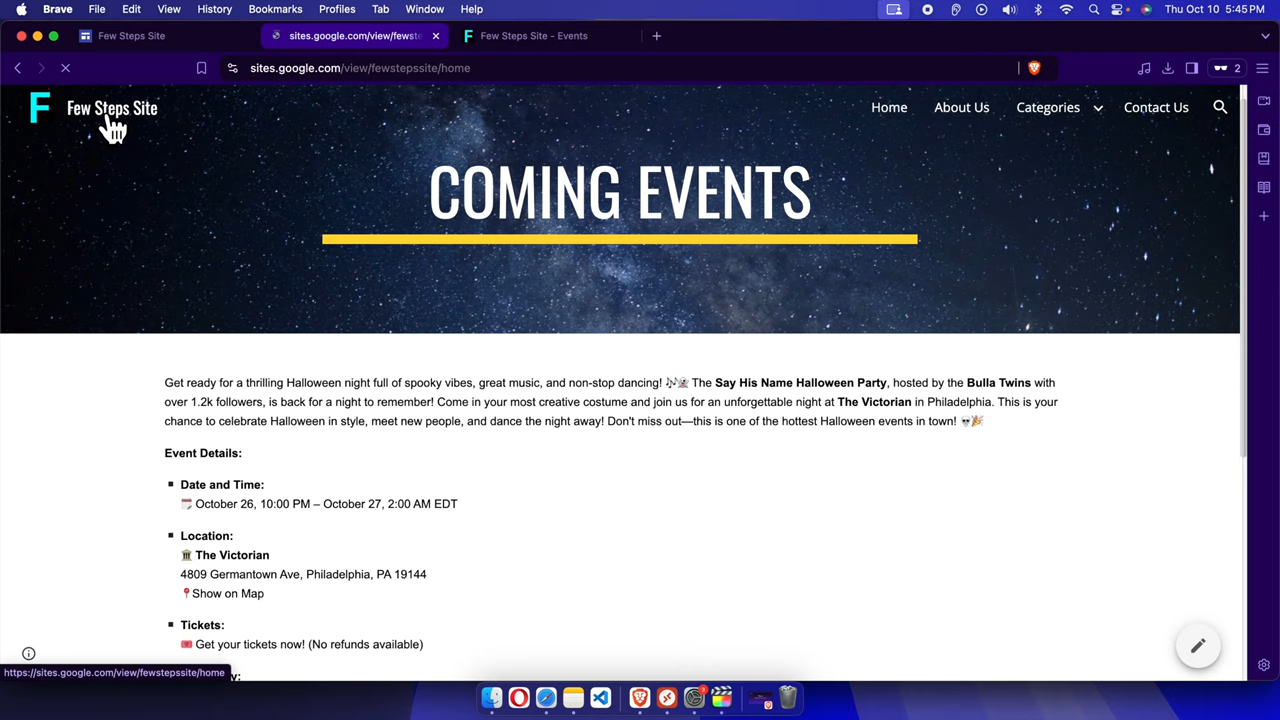 Brave File Edit View History Bookmarks Profiles Tab Window Help Thu Oct 10 5:45 PM
Few Steps Site sites.google.com/view/fewste Few Steps Site - Events
sites.google.com/view/fewstepssite/home 2
F Few Steps Site Home About Us Categories Contact Us
COMING EVENTS
Get ready for a thrilling Halloween night full of spooky vibes, great music, and non-stop dancing! 🎶👻 The Say His Name Halloween Party, hosted by the Bulla Twins with
over 1.2k followers, is back for a night to remember! Come in your most creative costume and join us for an unforgettable night at The Victorian in Philadelphia. This is your
chance to celebrate Halloween in style, meet new people, and dance the night away! Don't miss out—this is one of the hottest Halloween events in town! 💀🎉
Event Details:
▪ Date and Time:
🗓️ October 26, 10:00 PM – October 27, 2:00 AM EDT
▪ Location:
🏛️ The Victorian
4809 Germantown Ave, Philadelphia, PA 19144
📍Show on Map
▪ Tickets:
🎟️ Get your tickets now! (No refunds available)
https://sites.google.com/view/fewstepssite/home